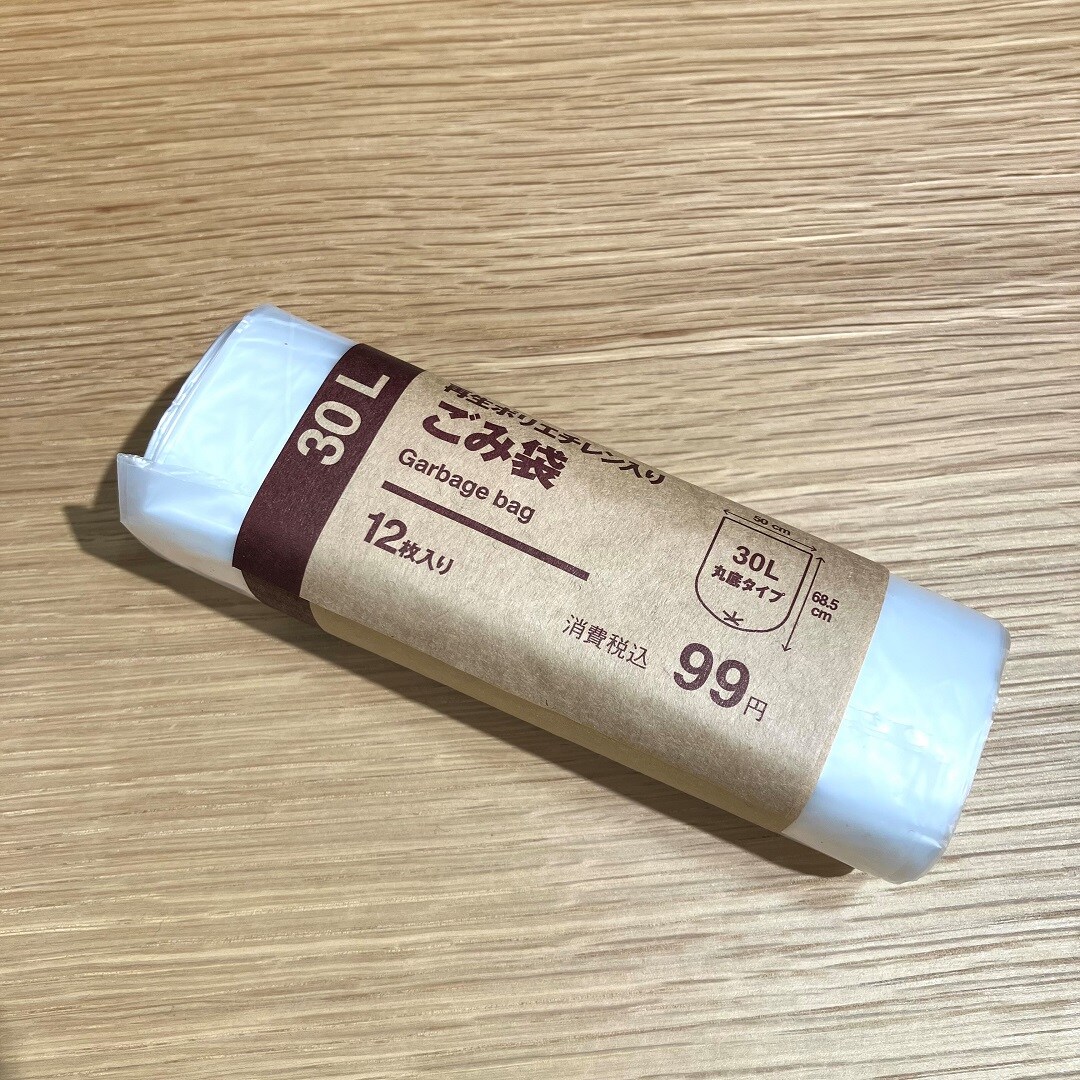 30L
再生ポリエチレン入り
ごみ袋
Garbage bag
12枚入り
50 cm
30L
丸底タイプ
68.5
cm
消費税込 99円